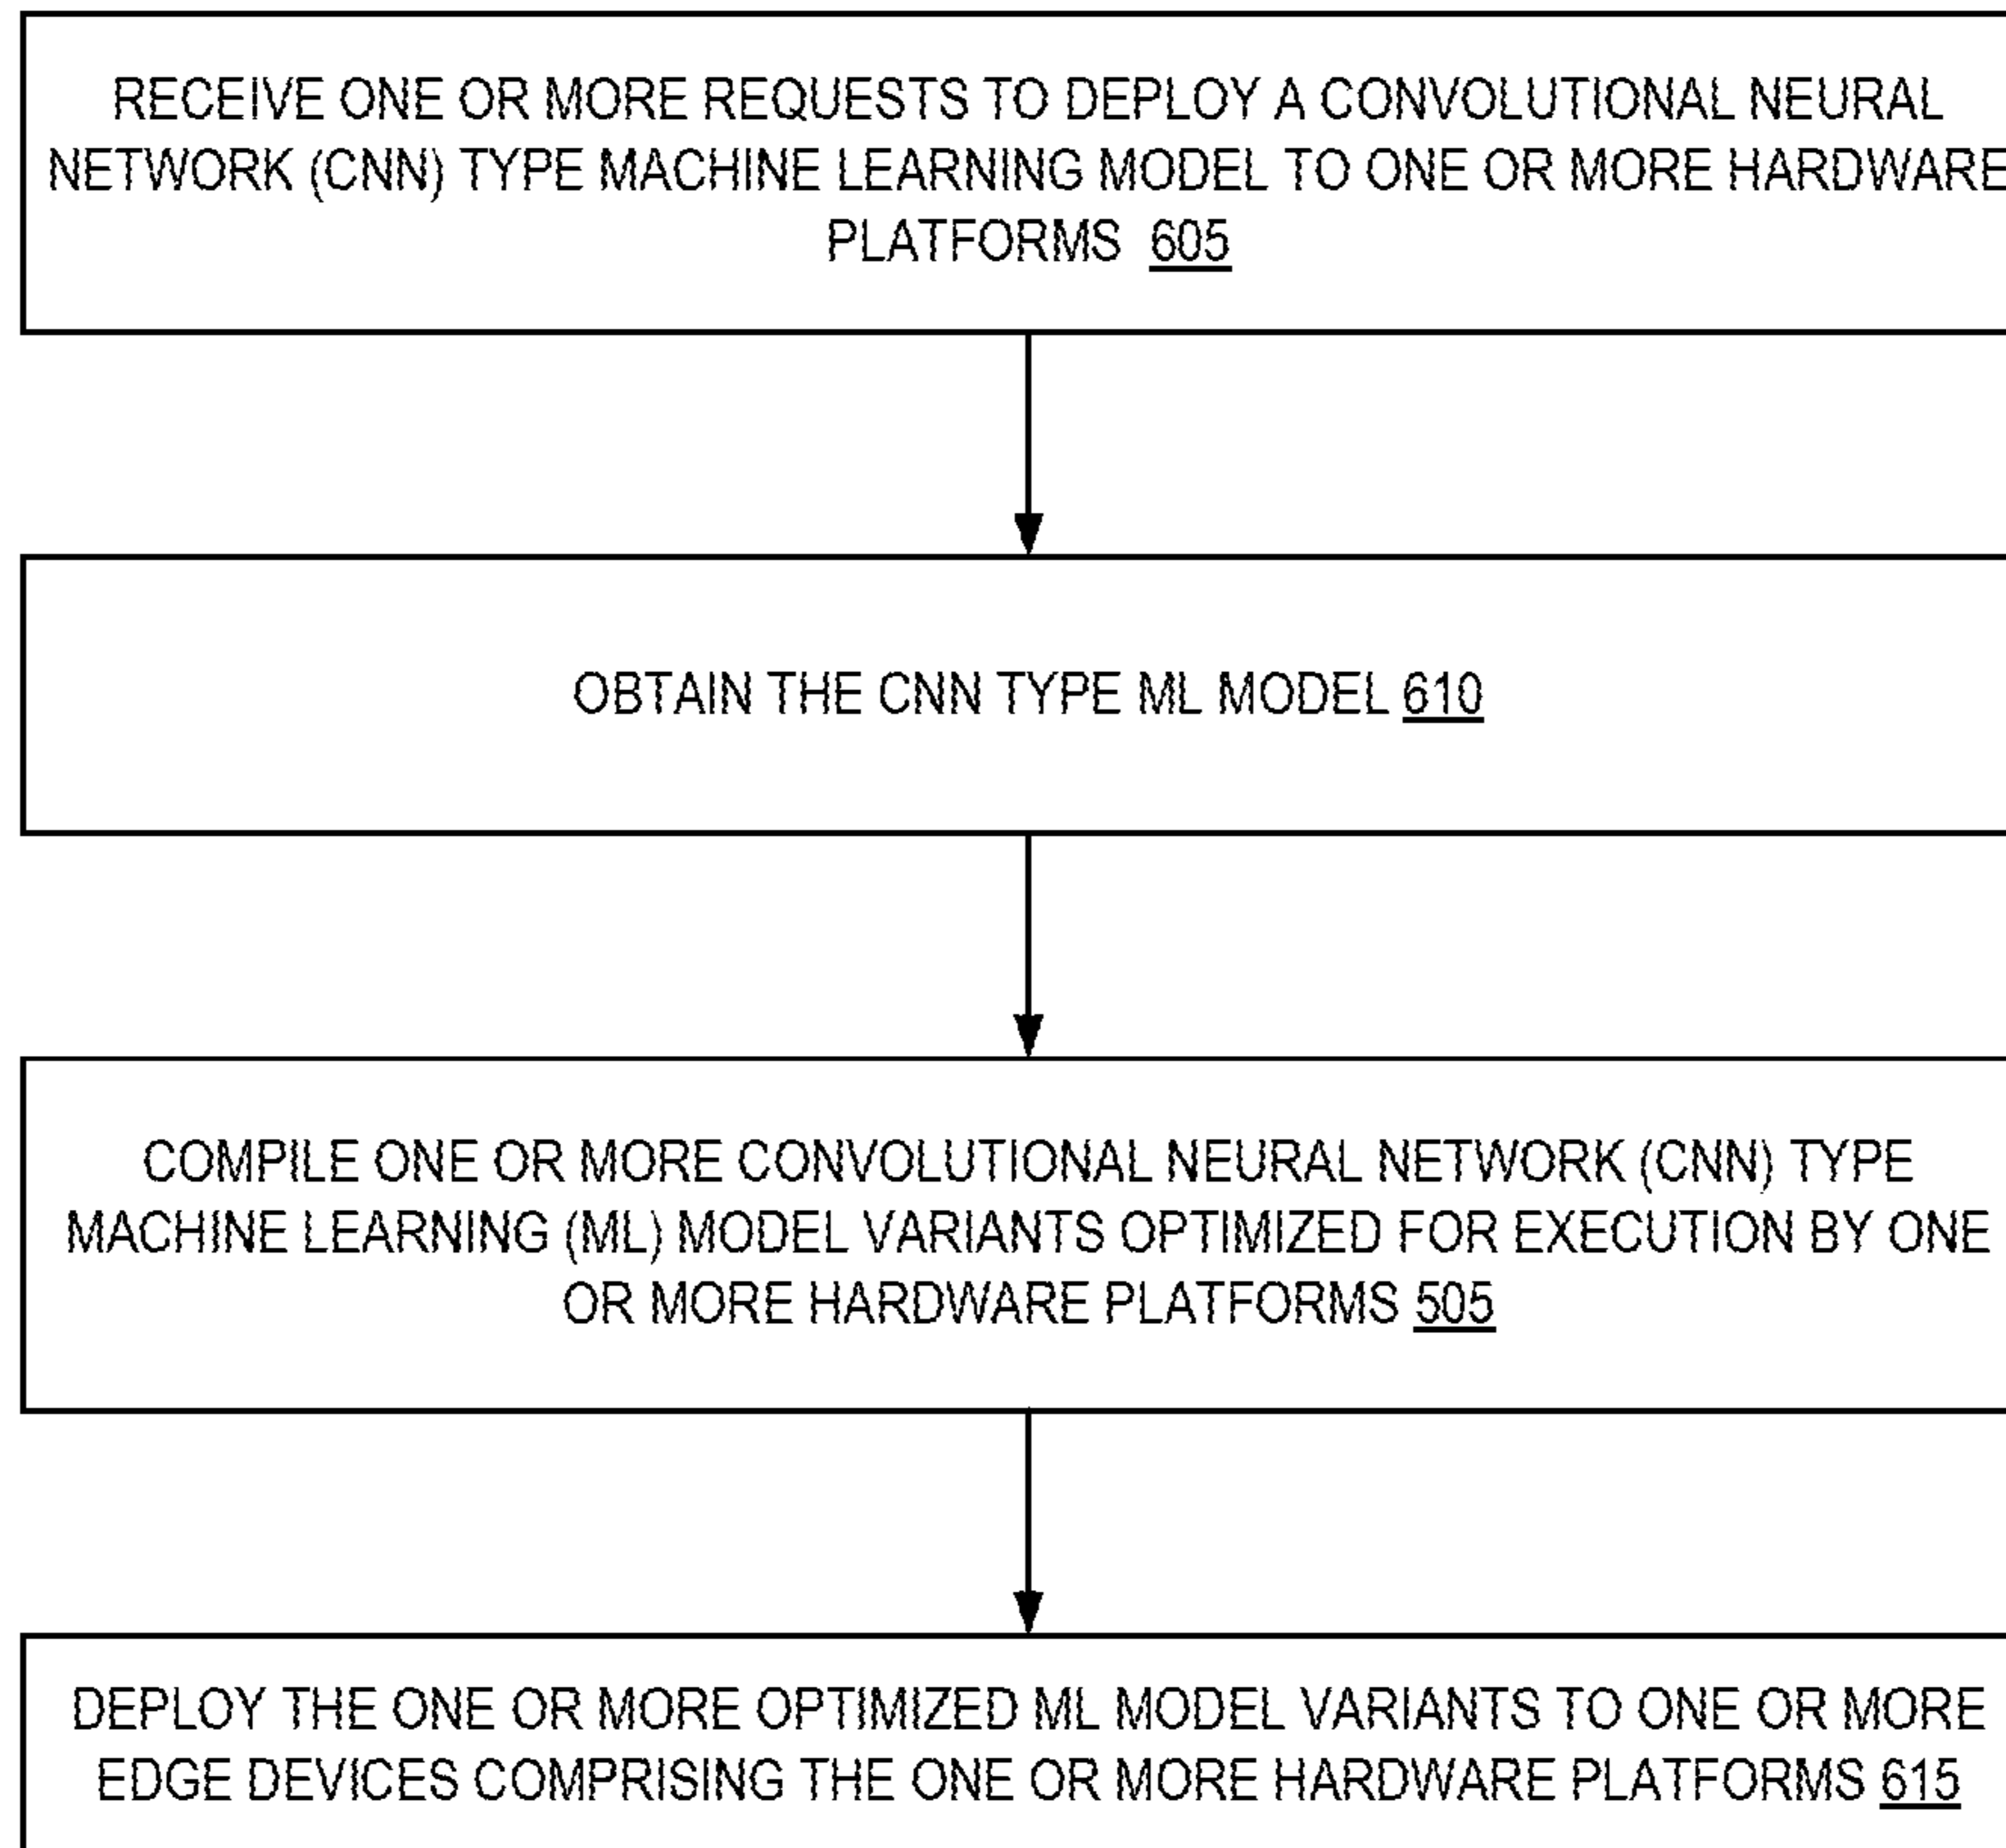 RECEIVE ONE OR MORE REQUESTS TO DEPLOY A CONVOLUTIONAL NEURAL
NETWORK (CNN) TYPE MACHINE LEARNING MODEL TO ONE OR MORE HARDWARE
PLATFORMS 605
OBTAIN THE CNN TYPE ML MODEL 610
COMPILE ONE OR MORE CONVOLUTIONAL NEURAL NETWORK (CNN) TYPE
MACHINE LEARNING (ML) MODEL VARIANTS OPTIMIZED FOR EXECUTION BY ONE
OR MORE HARDWARE PLATFORMS 505
DEPLOY THE ONE OR MORE OPTIMIZED ML MODEL VARIANTS TO ONE OR MORE
EDGE DEVICES COMPRISING THE ONE OR MORE HARDWARE PLATFORMS 615